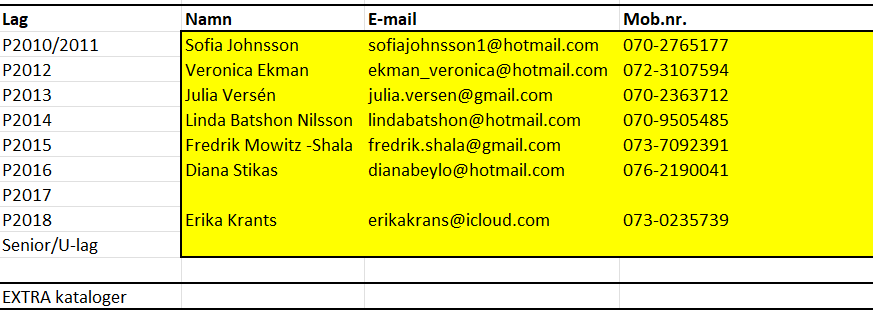 Lag Namn E-mail Mob.nr.
P2010/2011 Sofia Johnsson sofiajohnsson1@hotmail.com 070-2765177
P2012 Veronica Ekman ekman_veronica@hotmail.com 072-3107594
P2013 Julia Versén julia.versen@gmail.com 070-2363712
P2014 Linda Batshon Nilsson lindabatshon@hotmail.com 070-9505485
P2015 Fredrik Mowitz -Shala fredrik.shala@gmail.com 073-7092391
P2016 Diana Stikas dianabeylo@hotmail.com 076-2190041
P2017
P2018 Erika Krants erikakrans@icloud.com 073-0235739
Senior/U-lag
EXTRA kataloger